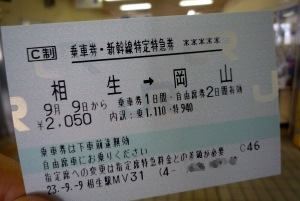 C制 乗車券・新幹線特定特急券 ※※※※※
相生 → 岡山
9月 9日から 乗車券1日間・自由席券2日間有効
¥2,050 内訳:乗1,110・特940
乗車券は下車前途無効
自由席車にお乗りください
指定席への変更は指定席特急料金との差額が必要 C46
23.-9.-9 相生駅MV31 (4-